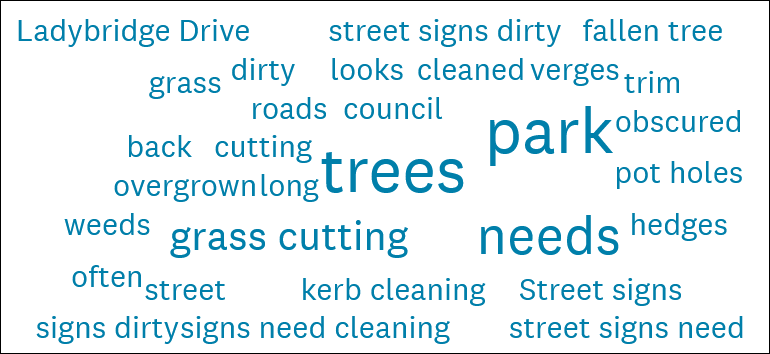 Ladybridge Drive street signs dirty fallen tree
grass dirty looks cleaned verges trim
roads council park obscured
back cutting trees pot holes
overgrown long
weeds grass cutting needs hedges
often street kerb cleaning Street signs
signs dirty signs need cleaning street signs need